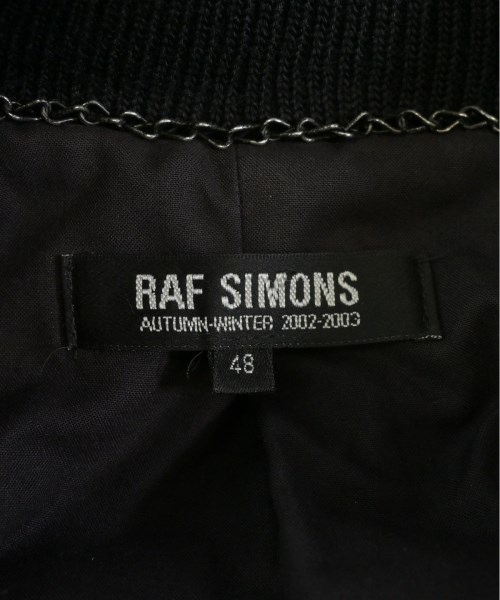 RAF SIMONS
AUTUMN-WINTER 2002-2003
48